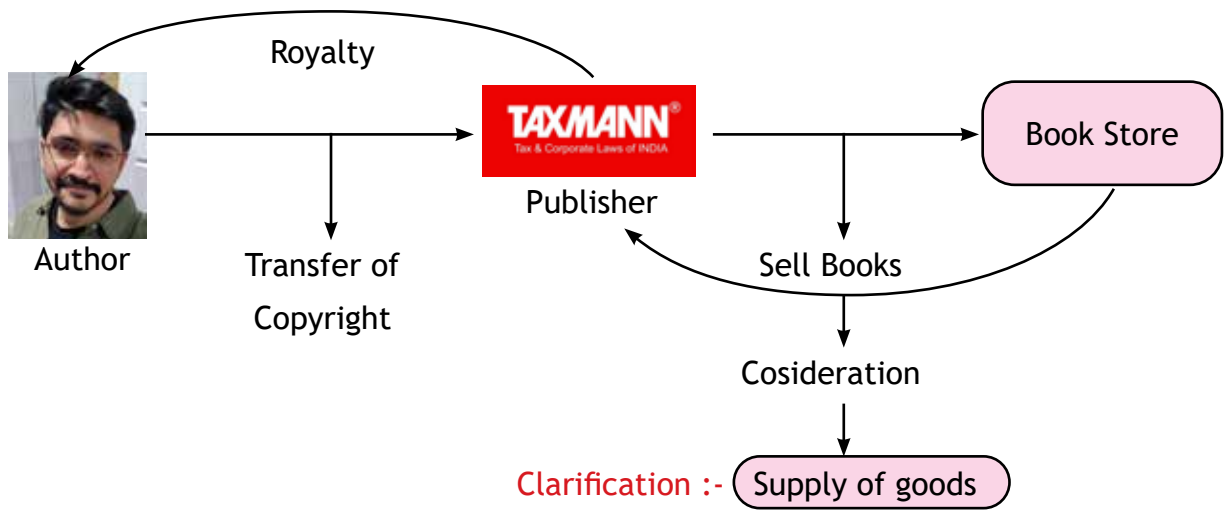 Royalty
TAXMANN®
Tax & Corporate Laws of INDIA
Book Store
Publisher
Author
Transfer of
Copyright
Sell Books
Cosideration
Clarification :- Supply of goods